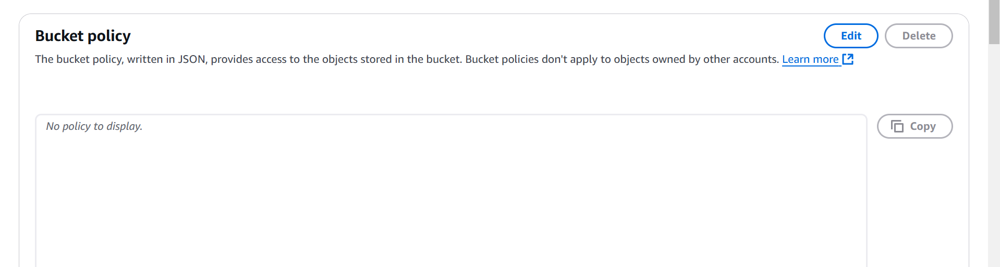 Bucket policy
Edit
Delete
The bucket policy, written in JSON, provides access to the objects stored in the bucket. Bucket policies don't apply to objects owned by other accounts. Learn more
No policy to display.
Copy